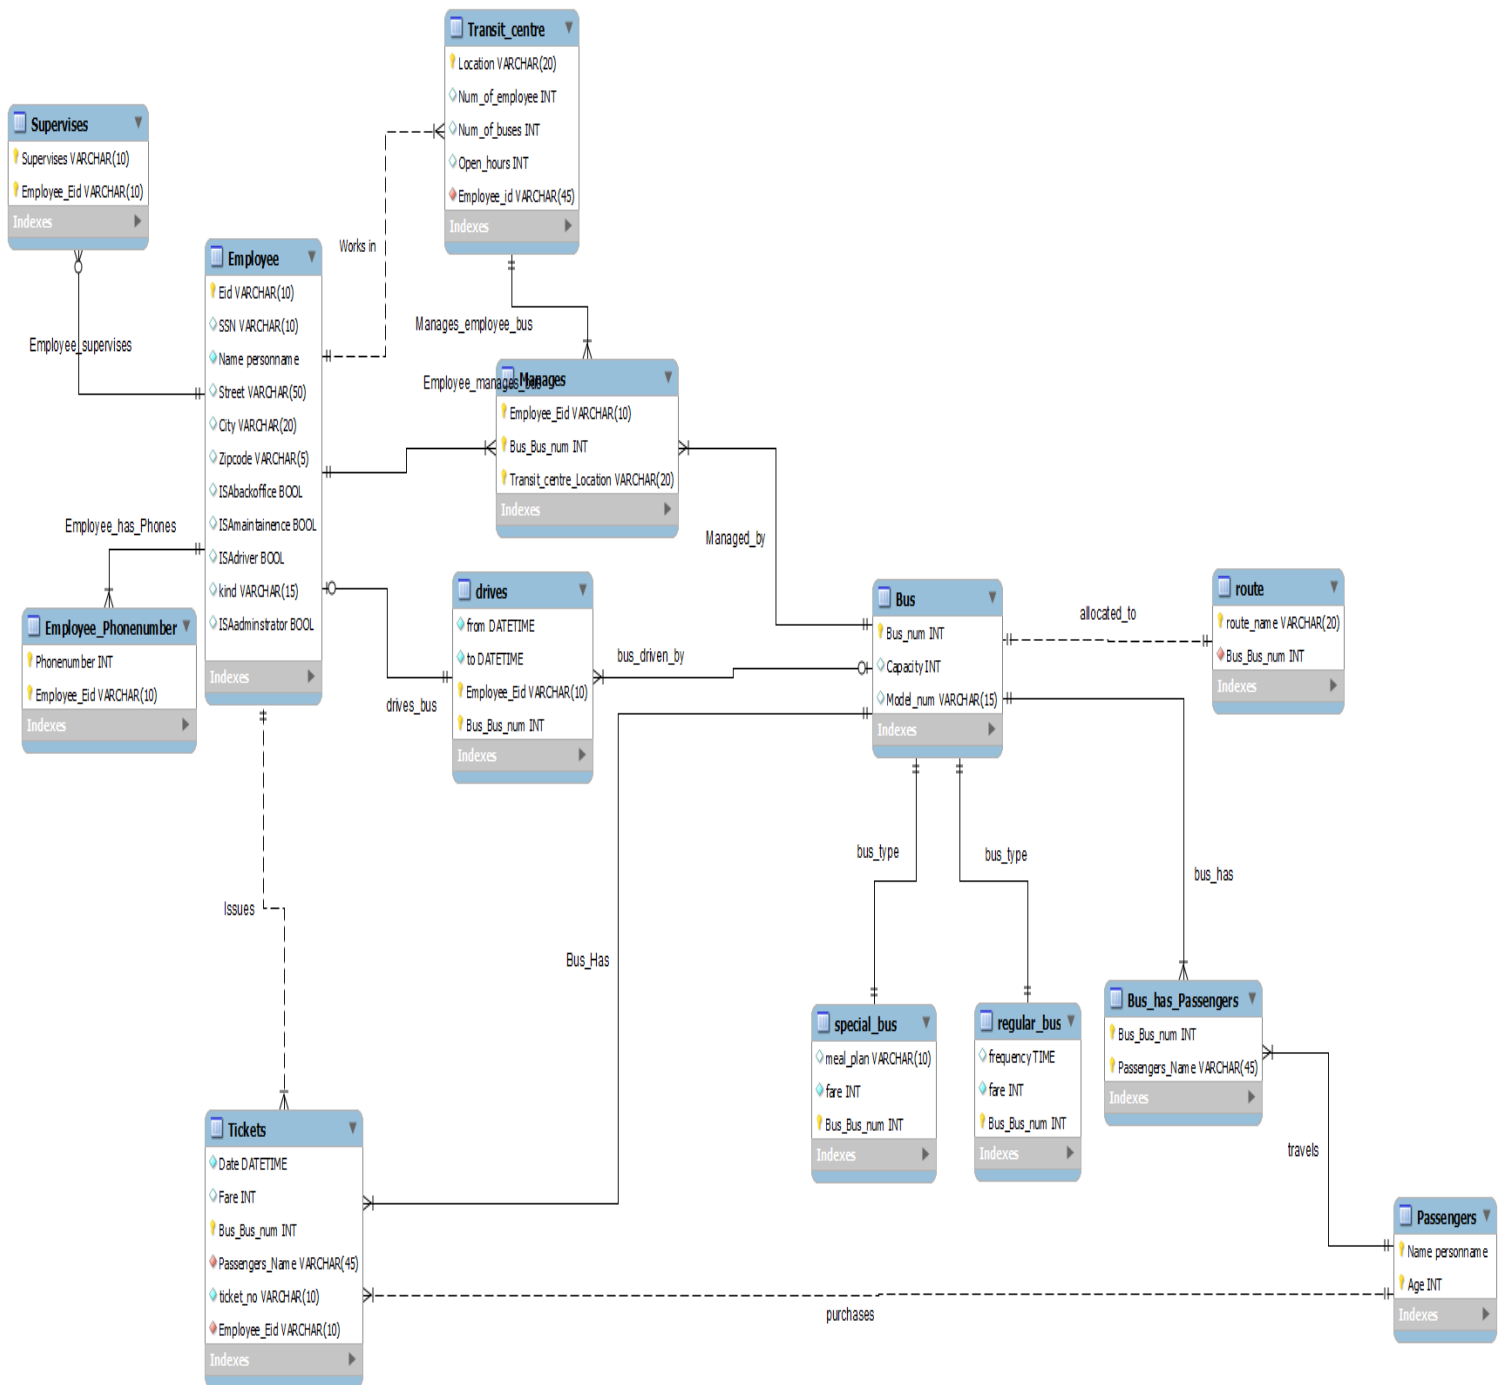 Transit_centre
Location VARCHAR(20)
Num_of_employee INT
Num_of_buses INT
Open_hours INT
Employee_id VARCHAR(45)
Indexes
Supervises
Supervises VARCHAR(10)
Employee_Eid VARCHAR(10)
Indexes
Works in
Employee
Eid VARCHAR(10)
SSN VARCHAR(10)
Name personname
Street VARCHAR(50)
City VARCHAR(20)
Zipcode VARCHAR(5)
ISAbackoffice BOOL
ISAmaintainence BOOL
ISAdriver BOOL
kind VARCHAR(15)
ISAadminstrator BOOL
Indexes
Employee_supervises
Manages_employee_bus
Employee_manages_bus
Manages
Employee_Eid VARCHAR(10)
Bus_Bus_num INT
Transit_centre_Location VARCHAR(20)
Indexes
Employee_has_Phones
Managed_by
Employee_Phonenumber
Phonenumber INT
Employee_Eid VARCHAR(10)
Indexes
drives
from DATETIME
to DATETIME
Employee_Eid VARCHAR(10)
Bus_Bus_num INT
Indexes
drives_bus
bus_driven_by
Bus
Bus_num INT
Capacity INT
Model_num VARCHAR(15)
Indexes
allocated_to
route
route_name VARCHAR(20)
Bus_Bus_num INT
Indexes
bus_type
bus_type
bus_has
Issues
Bus_Has
special_bus
meal_plan VARCHAR(10)
fare INT
Bus_Bus_num INT
Indexes
regular_bus
frequency TIME
fare INT
Bus_Bus_num INT
Indexes
Bus_has_Passengers
Bus_Bus_num INT
Passengers_Name VARCHAR(45)
Indexes
travels
Tickets
Date DATETIME
Fare INT
Bus_Bus_num INT
Passengers_Name VARCHAR(45)
ticket_no VARCHAR(10)
Employee_Eid VARCHAR(10)
Indexes
purchases
Passengers
Name personname
Age INT
Indexes